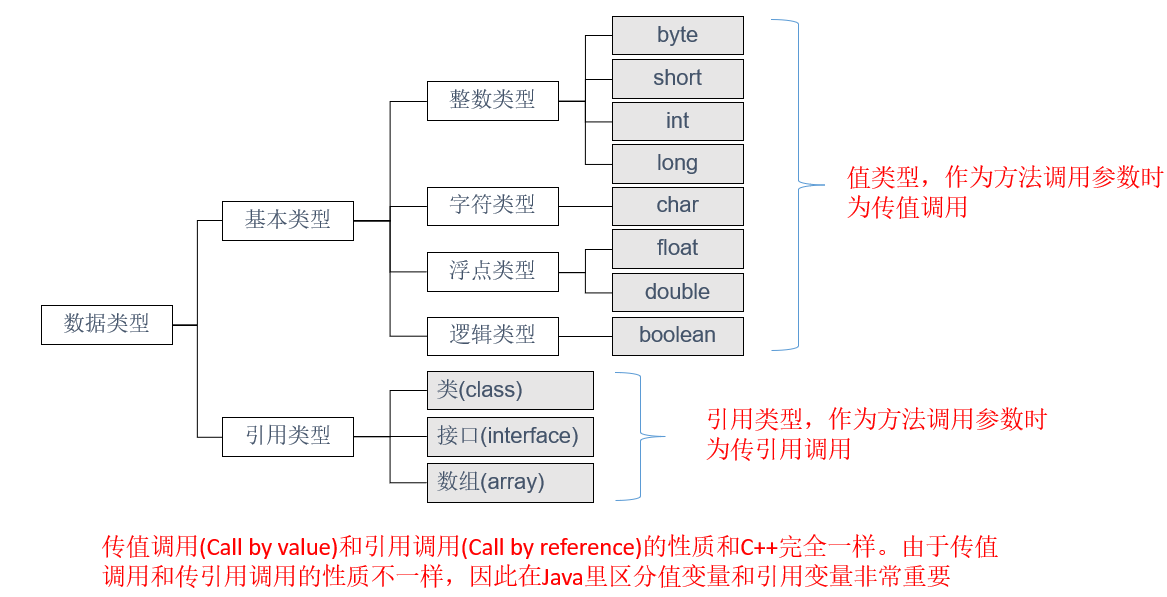 byte
short
int
long
char
float
double
boolean
整数类型
字符类型
浮点类型
逻辑类型
基本类型
数据类型
引用类型
类(class)
接口(interface)
数组(array)
值类型，作为方法调用参数时
为传值调用
引用类型，作为方法调用参数时
为传引用调用
传值调用(Call by value)和引用调用(Call by reference)的性质和C++完全一样。由于传值
调用和传引用调用的性质不一样，因此在Java里区分值变量和引用变量非常重要